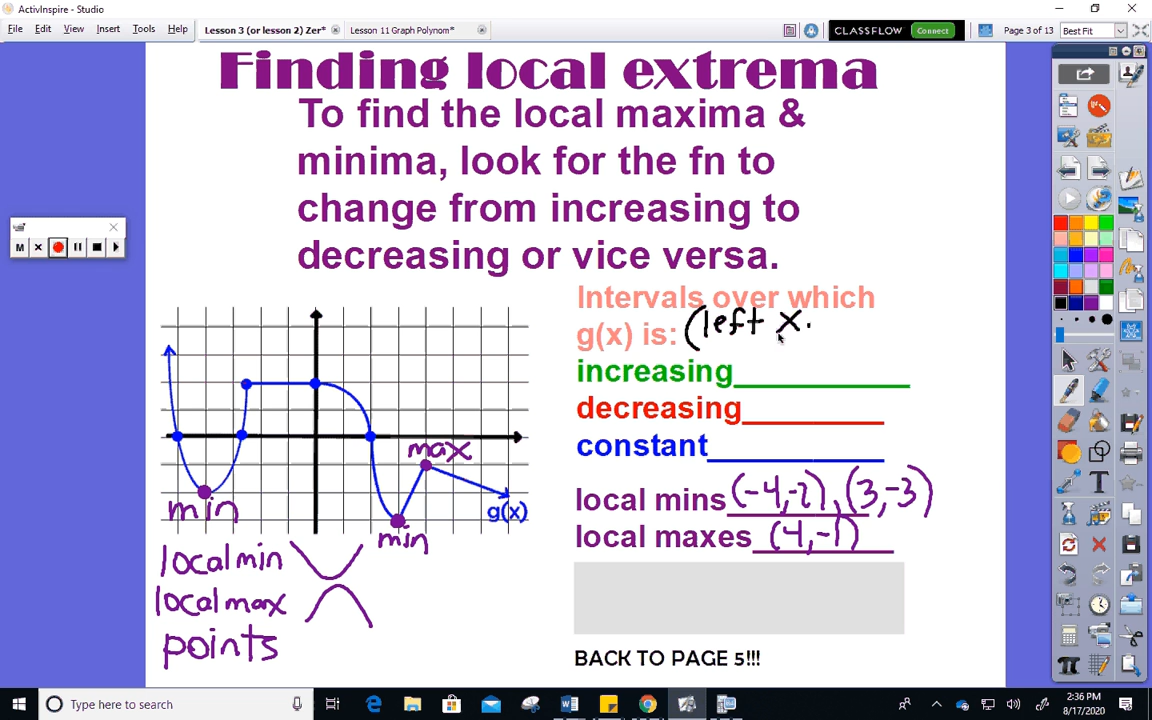 ActivInspire - Studio
File Edit View Insert Tools Help
Lesson 3 (or lesson 2) Zer*
Lesson 11 Graph Polynom*
CLASSFLOW Connect
Page 3 of 13
Best Fit
Finding local extrema
To find the local maxima &
minima, look for the fn to
change from increasing to
decreasing or vice versa.
M
Intervals over which
g(x) is: (left x.
increasing
decreasing
constant
local mins (-4,-2), (3,-3)
local maxes (4,-1)
max
min
min
g(x)
local min
local max
points
BACK TO PAGE 5!!!
Type here to search
2:36 PM
8/17/2020